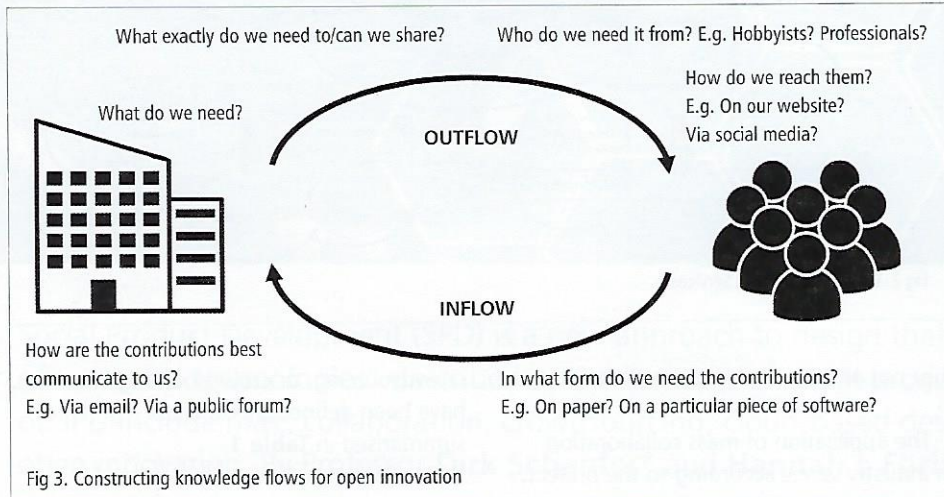 What exactly do we need to/can we share?
Who do we need it from? E.g. Hobbyists? Professionals?
How do we reach them?
E.g. On our website?
Via social media?
What do we need?
OUTFLOW
INFLOW
How are the contributions best
communicate to us?
E.g. Via email? Via a public forum?
In what form do we need the contributions?
E.g. On paper? On a particular piece of software?
Fig 3. Constructing knowledge flows for open innovation